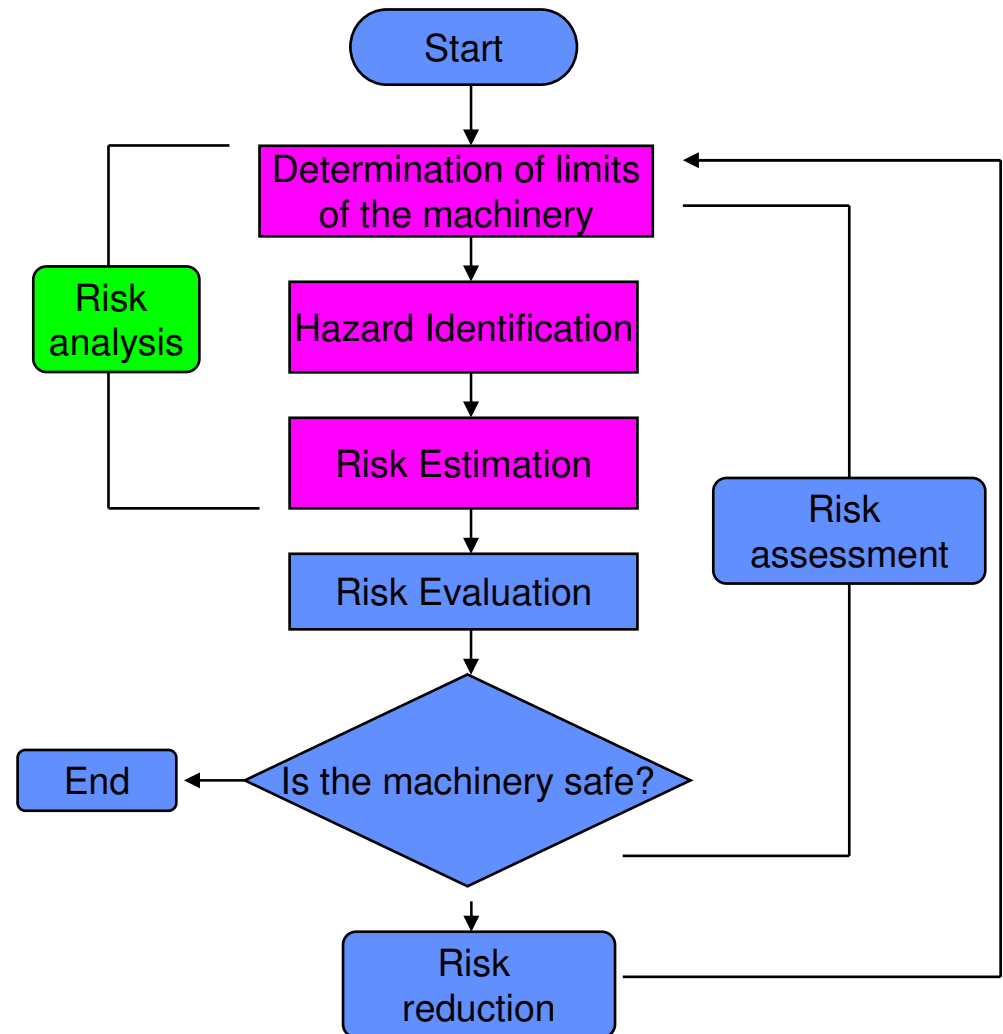 Start
Determination of limits
of the machinery
Risk
analysis
Hazard Identification
Risk Estimation
Risk
assessment
Risk Evaluation
Is the machinery safe?
End
Risk
reduction